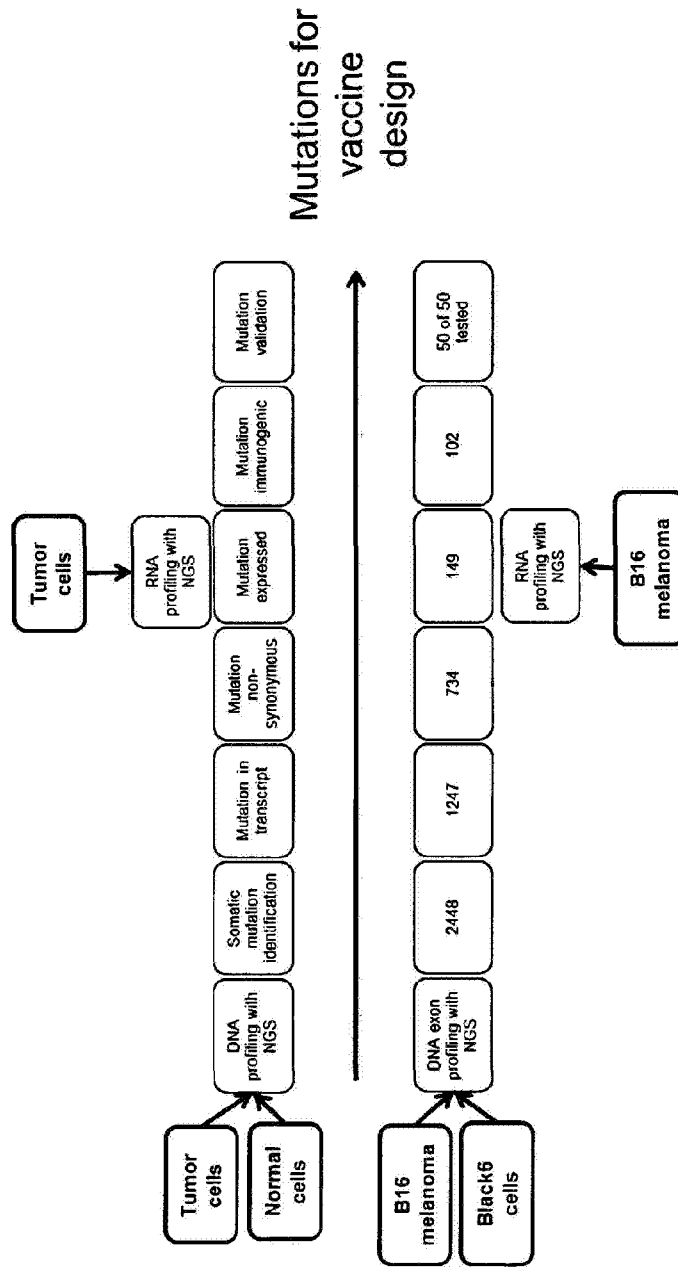 Tumor
cells
Normal
cells
DNA
profiling with
NGS
Somatic
mutation
identification
Mutation in
transcript
Mutation
non-
synonymous
Tumor
cells
RNA
profiling with
NGS
Mutation
expressed
Mutation
immunogenic
Mutation
validation
Mutations for
vaccine
design
B16
melanoma
Black6
cells
DNA exon
profiling with
NGS
2448
1247
734
149
RNA
profiling with
NGS
B16
melanoma
102
50 of 50
tested